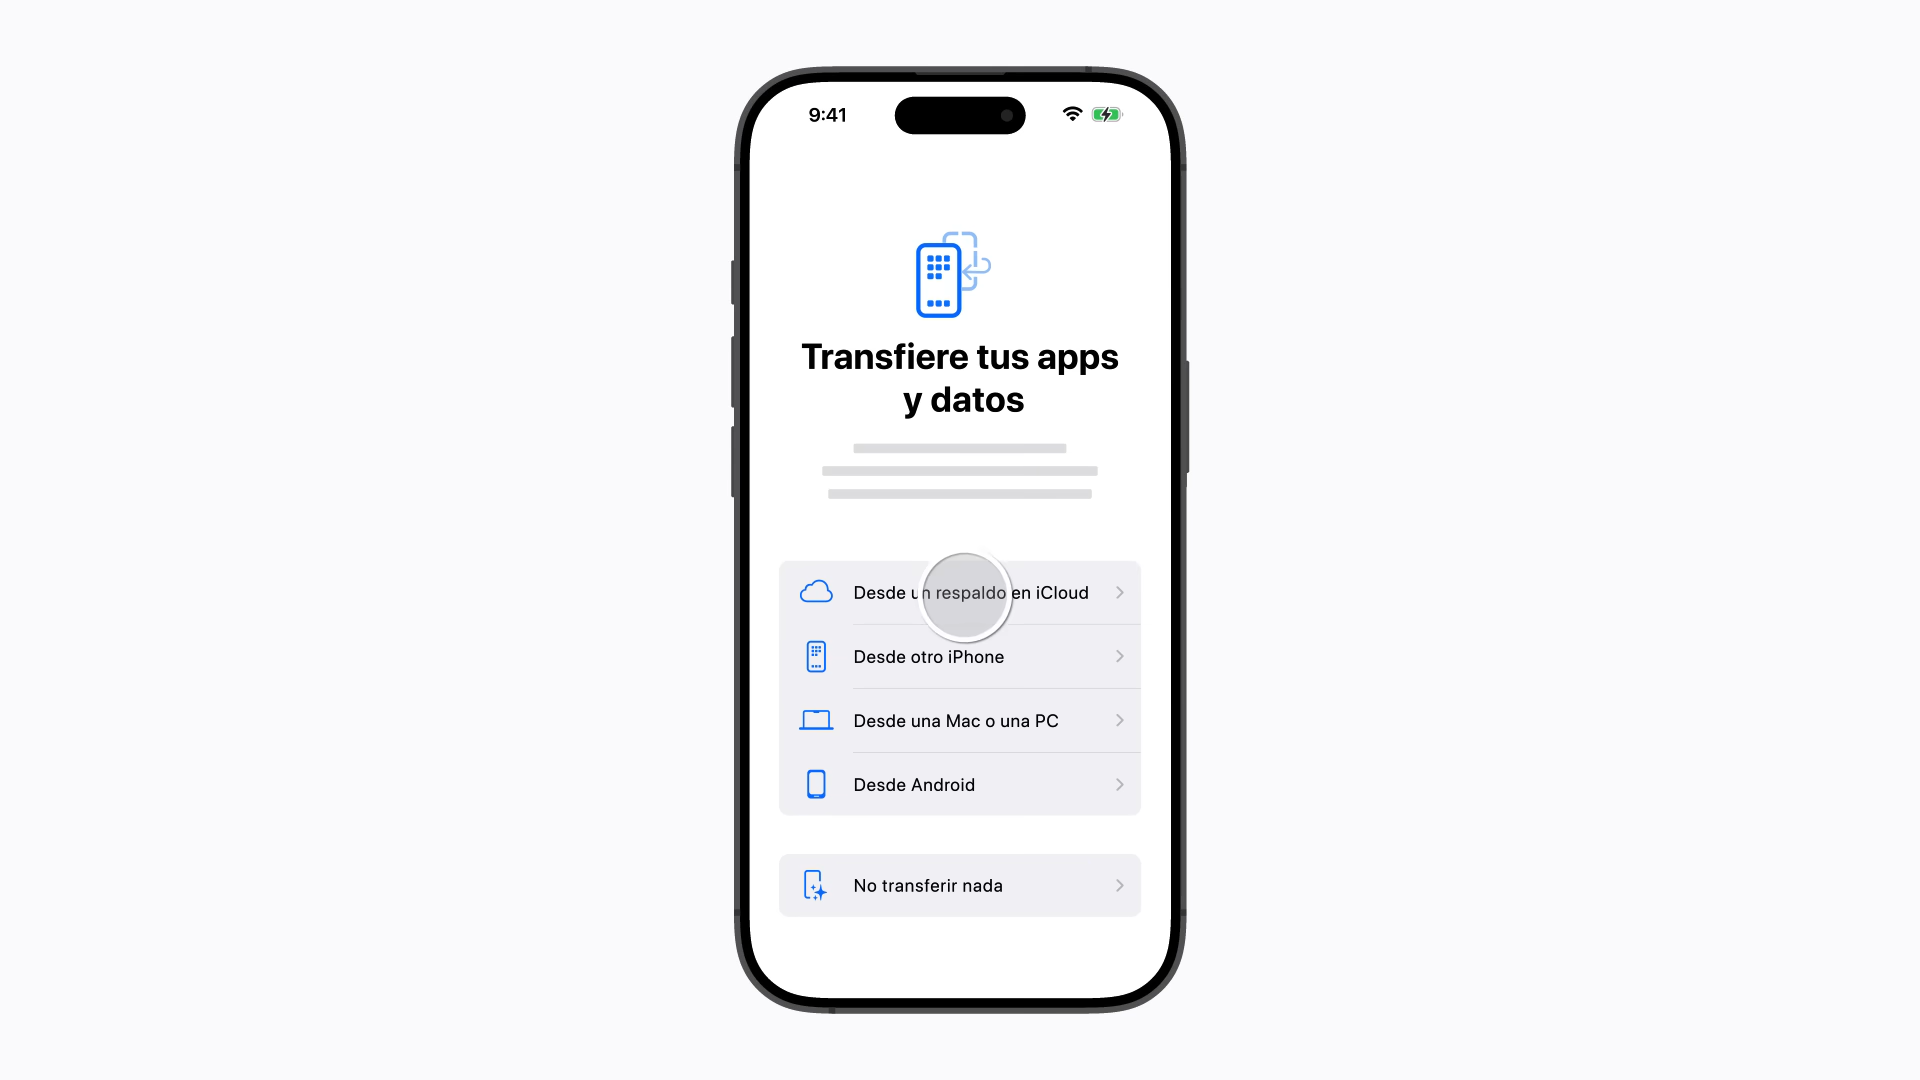 9:41
Transfiere tus apps
y datos
Desde un respaldo en iCloud
Desde otro iPhone
Desde una Mac o una PC
Desde Android
No transferir nada